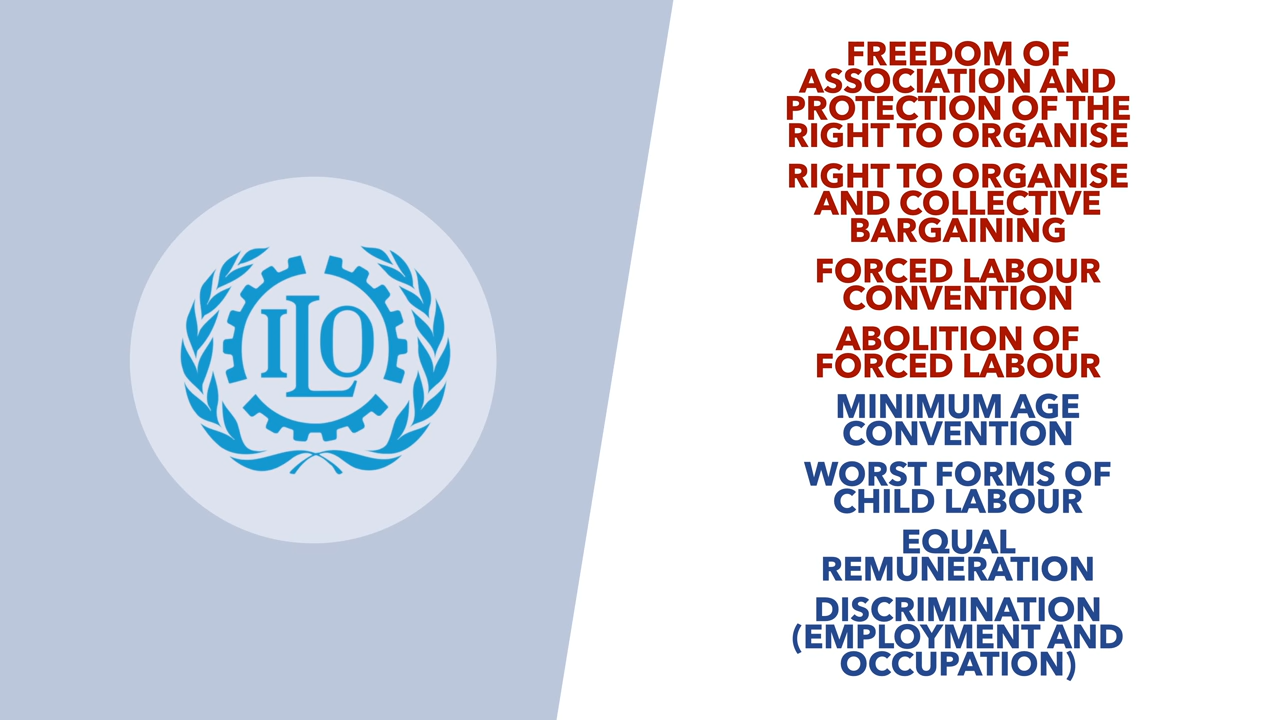 ILO
FREEDOM OF
ASSOCIATION AND
PROTECTION OF THE
RIGHT TO ORGANISE
RIGHT TO ORGANISE
AND COLLECTIVE
BARGAINING
FORCED LABOUR
CONVENTION
ABOLITION OF
FORCED LABOUR
MINIMUM AGE
CONVENTION
WORST FORMS OF
CHILD LABOUR
EQUAL
REMUNERATION
DISCRIMINATION
(EMPLOYMENT AND
OCCUPATION)